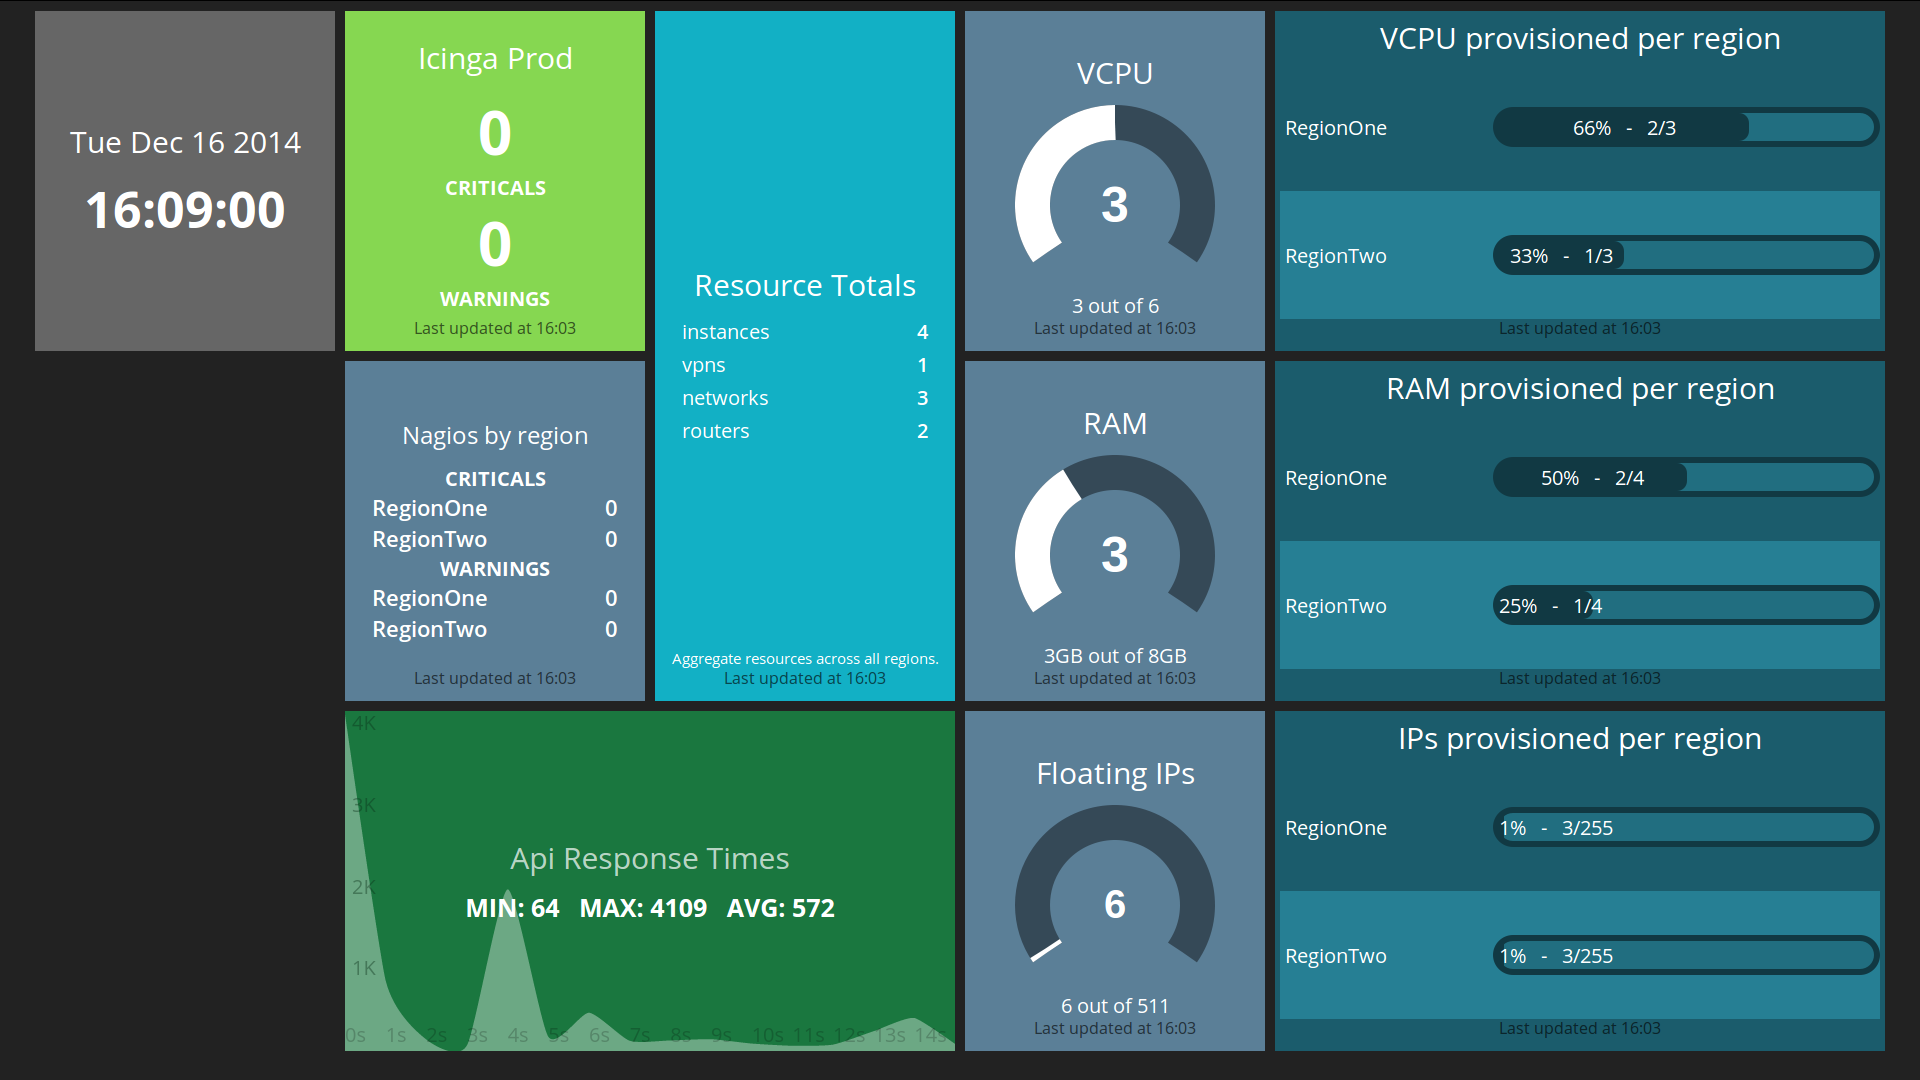 Tue Dec 16 2014
16:09:00
Icinga Prod
0
CRITICALS
0
WARNINGS
Last updated at 16:03
Nagios by region
CRITICALS
RegionOne 0
RegionTwo 0
WARNINGS
RegionOne 0
RegionTwo 0
Last updated at 16:03
Resource Totals
instances 4
vpns 1
networks 3
routers 2
Aggregate resources across all regions.
Last updated at 16:03
4K
3K
2K
1K
Api Response Times
MIN: 64 MAX: 4109 AVG: 572
0s 1s 2s 3s 4s 5s 6s 7s 8s 9s 10s 11s 12s 13s 14s
VCPU
3
3 out of 6
Last updated at 16:03
RAM
3
3GB out of 8GB
Last updated at 16:03
Floating IPs
6
6 out of 511
Last updated at 16:03
VCPU provisioned per region
RegionOne 66% - 2/3
RegionTwo 33% - 1/3
Last updated at 16:03
RAM provisioned per region
RegionOne 50% - 2/4
RegionTwo 25% - 1/4
Last updated at 16:03
IPs provisioned per region
RegionOne 1% - 3/255
RegionTwo 1% - 3/255
Last updated at 16:03